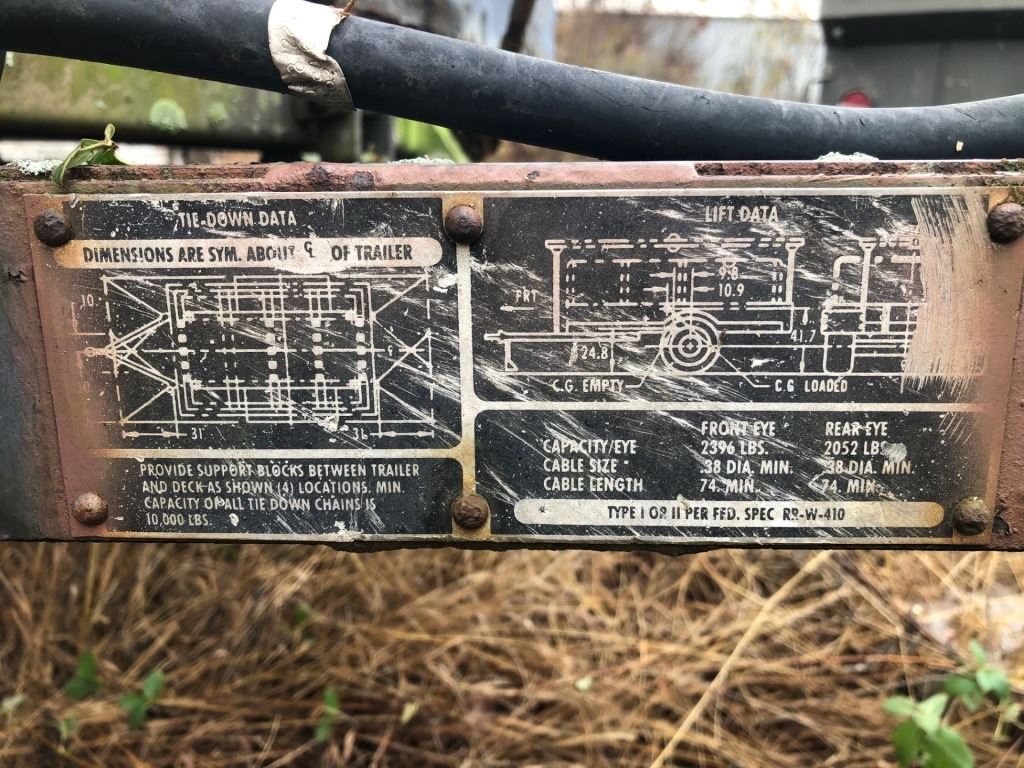 TIE-DOWN DATA
DIMENSIONS ARE SYM. ABOUT ℄ OF TRAILER
10
31
36
PROVIDE SUPPORT BLOCKS BETWEEN TRAILER
AND DECK AS SHOWN (4) LOCATIONS. MIN.
CAPACITY OF ALL TIE DOWN CHAINS IS
10,000 LBS.
LIFT DATA
9.8
10.9
FRT
41.7
24.8
C.G. EMPTY
C.G LOADED
FRONT EYE REAR EYE
CAPACITY/EYE 2396 LBS. 2052 LBS.
CABLE SIZE .38 DIA. MIN. .38 DIA. MIN.
CABLE LENGTH 74. MIN. 74. MIN.
TYPE I OR II PER FED. SPEC RR-W-410